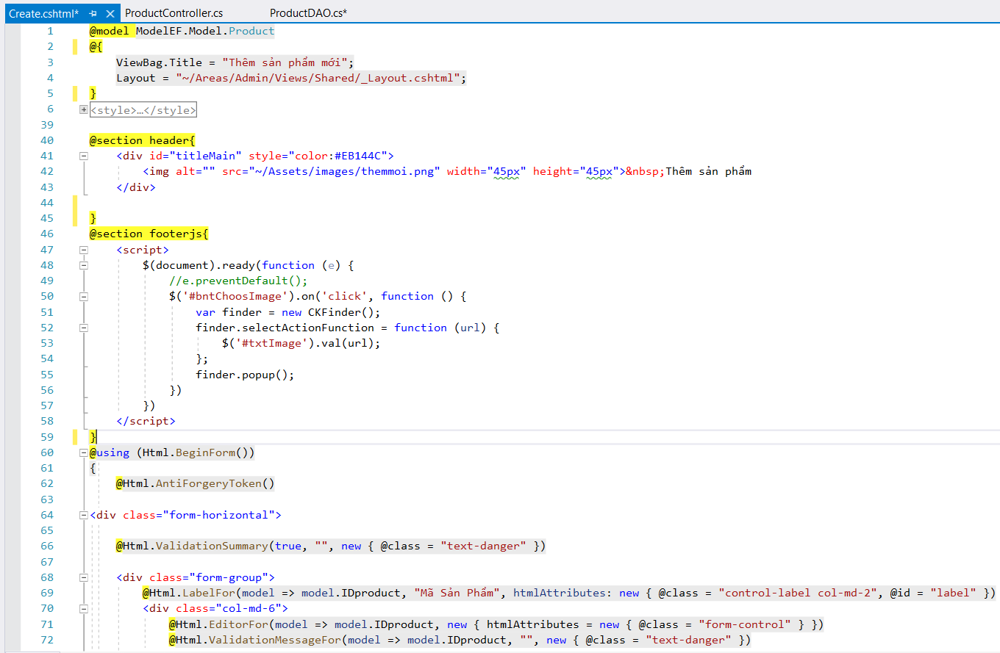 Create.cshtml* ProductController.cs ProductDAO.cs*
1 @model ModelEF.Model.Product
2 @{
3 ViewBag.Title = "Thêm sản phẩm mới";
4 Layout = "~/Areas/Admin/Views/Shared/_Layout.cshtml";
5 }
6 <style>…</style>
39
40 @section header{
41 <div id="titleMain" style="color:#EB144C">
42 <img alt="" src="~/Assets/images/themmoi.png" width="45px" height="45px">&nbsp;Thêm sản phẩm
43 </div>
44
45 }
46 @section footerjs{
47 <script>
48 $(document).ready(function (e) {
49 //e.preventDefault();
50 $('#bntChoosImage').on('click', function () {
51 var finder = new CKFinder();
52 finder.selectActionFunction = function (url) {
53 $('#txtImage').val(url);
54 };
55 finder.popup();
56 })
57 })
58 </script>
59 }
60 @using (Html.BeginForm())
61 {
62 @Html.AntiForgeryToken()
63
64 <div class="form-horizontal">
65
66 @Html.ValidationSummary(true, "", new { @class = "text-danger" })
67
68 <div class="form-group">
69 @Html.LabelFor(model => model.IDproduct, "Mã Sản Phẩm", htmlAttributes: new { @class = "control-label col-md-2", @id = "label" })
70 <div class="col-md-6">
71 @Html.EditorFor(model => model.IDproduct, new { htmlAttributes = new { @class = "form-control" } })
72 @Html.ValidationMessageFor(model => model.IDproduct, "", new { @class = "text-danger" })